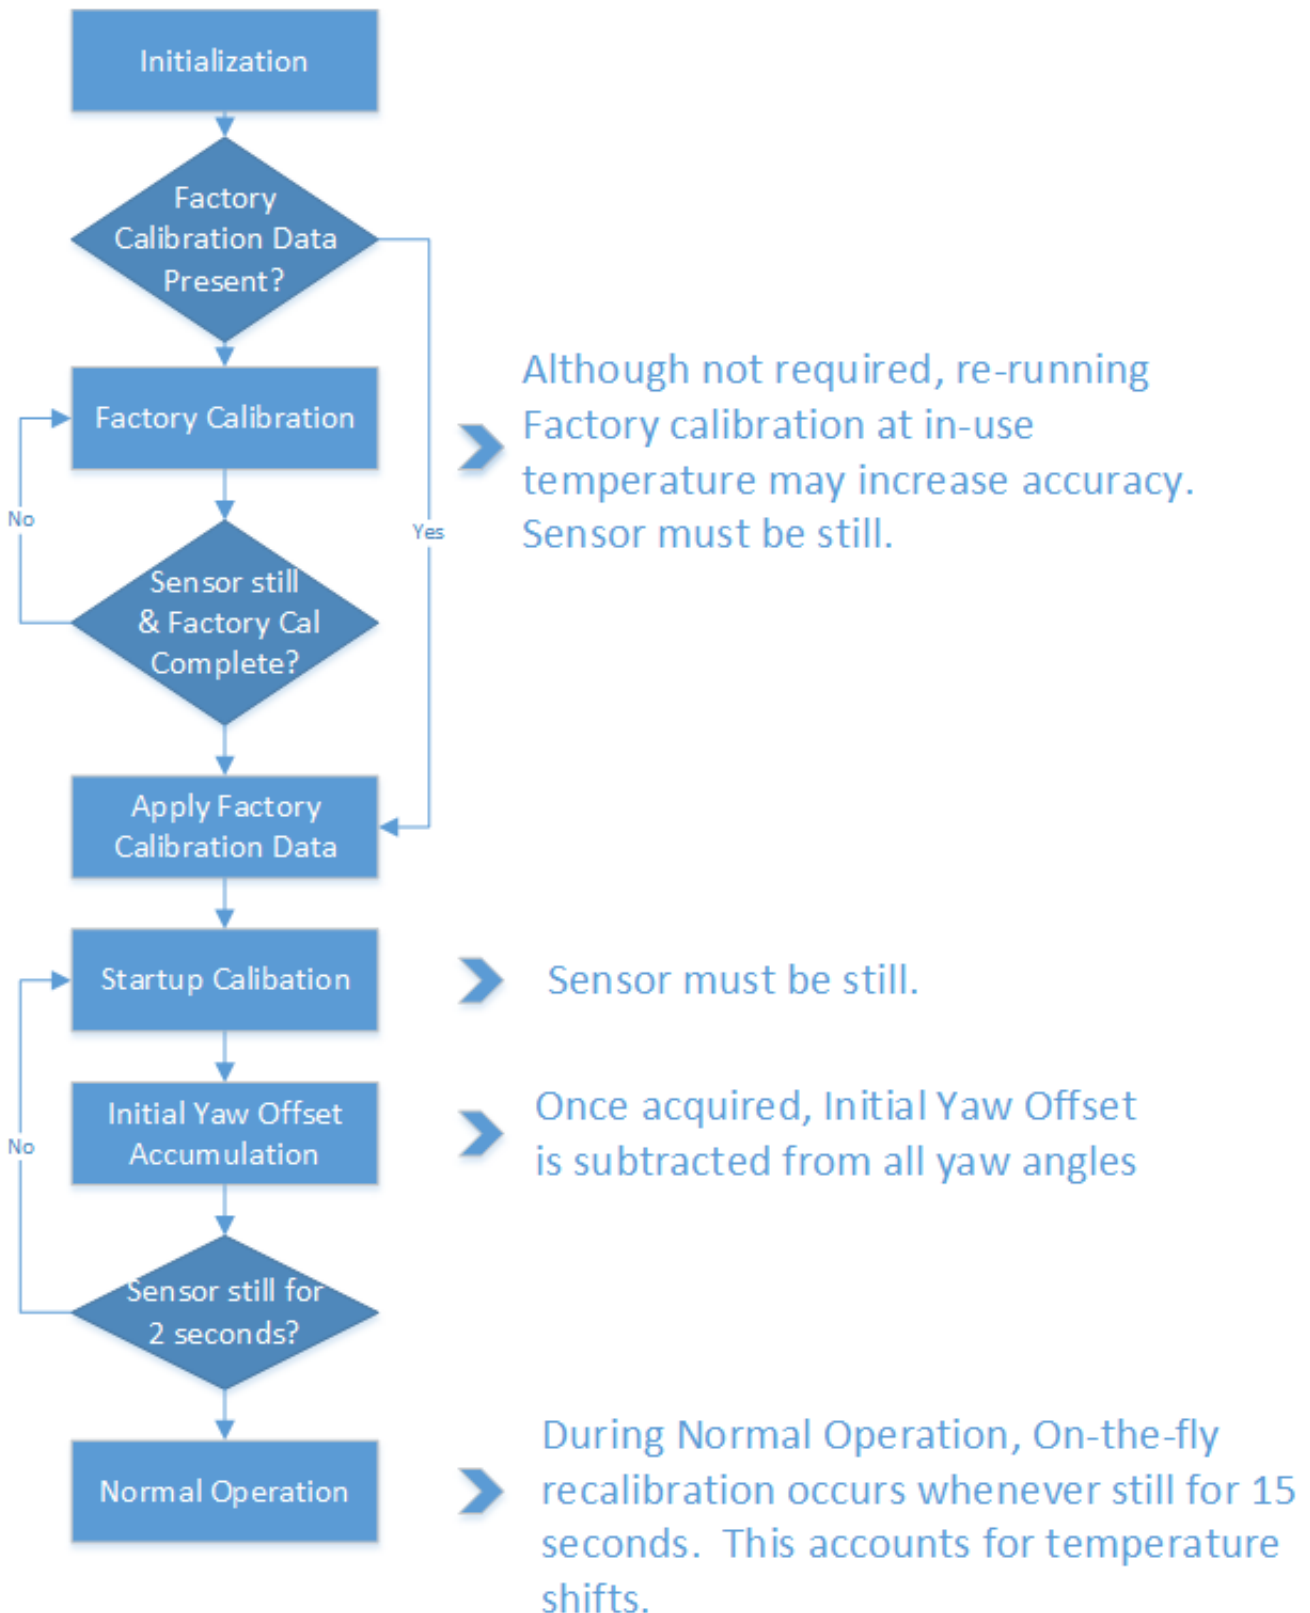 Initialization
Factory
Calibration Data
Present?
Factory Calibration
Although not required, re-running
Factory calibration at in-use
temperature may increase accuracy.
Sensor must be still.
No
Yes
Sensor still
& Factory Cal
Complete?
Apply Factory
Calibration Data
Startup Calibation
Sensor must be still.
Initial Yaw Offset
Accumulation
Once acquired, Initial Yaw Offset
is subtracted from all yaw angles
No
Sensor still for
2 seconds?
Normal Operation
During Normal Operation, On-the-fly
recalibration occurs whenever still for 15
seconds.  This accounts for temperature
shifts.